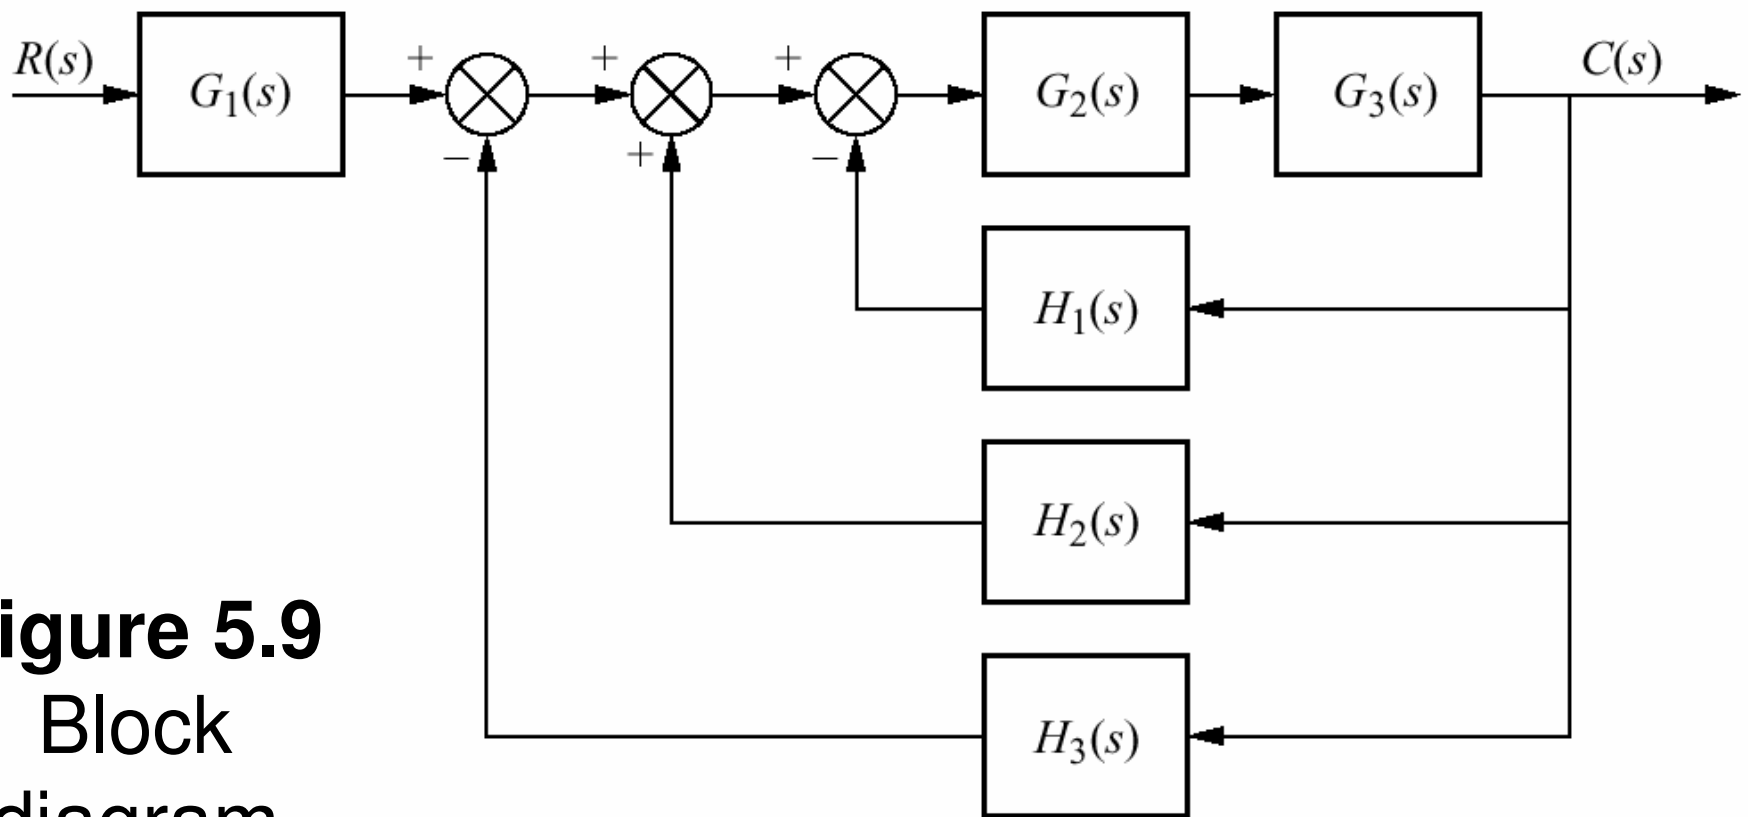 R(s)
G₁(s)
+
+
+
G₂(s)
G₃(s)
C(s)
−
+
−
H₁(s)
H₂(s)
H₃(s)
igure 5.9
Block
diagram